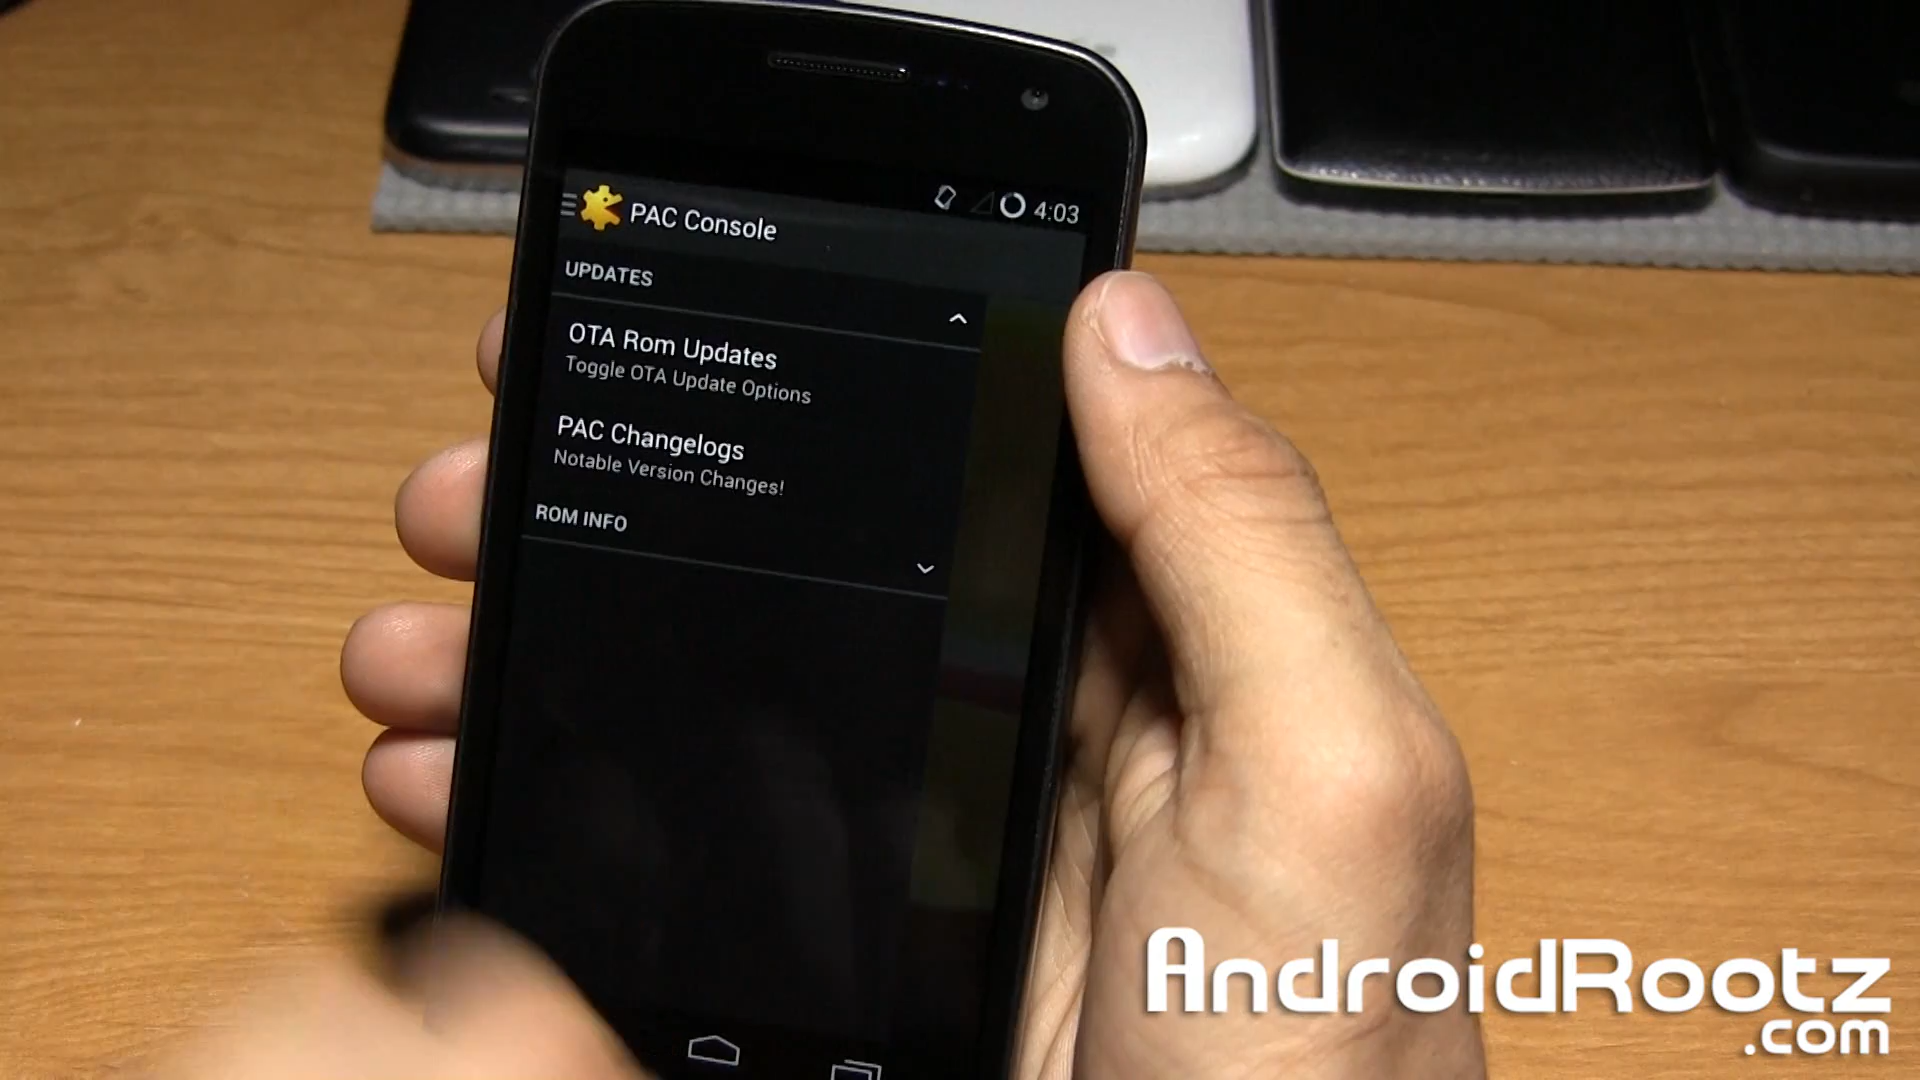 4:03
PAC Console
UPDATES
OTA Rom Updates
Toggle OTA Update Options
PAC Changelogs
Notable Version Changes!
ROM INFO
AndroidRootz
.com